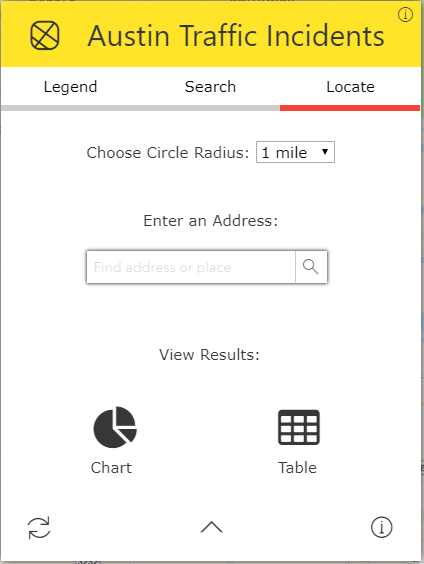 Austin Traffic Incidents
Legend Search Locate
Choose Circle Radius: 1 mile
Enter an Address:
Find address or place
View Results:
Chart Table